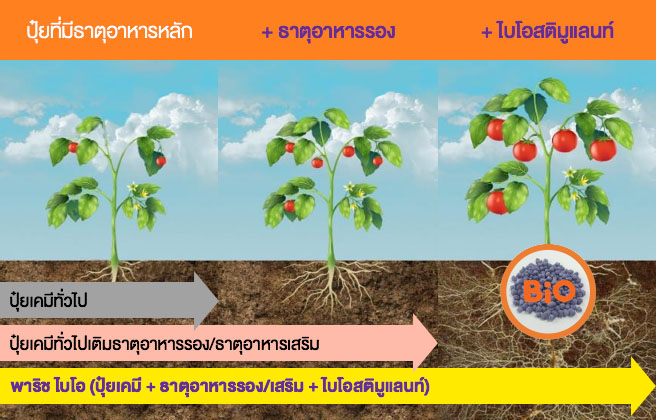 ปุ๋ยที่มีธาตุอาหารหลัก
+ ธาตุอาหารรอง
+ ไบโอสติมูแลนท์
BiO
ปุ๋ยเคมีทั่วไป
ปุ๋ยเคมีทั่วไปเติมธาตุอาหารรอง/ธาตุอาหารเสริม
พาริช ไบโอ (ปุ๋ยเคมี + ธาตุอาหารรอง/เสริม + ไบโอสติมูแลนท์)